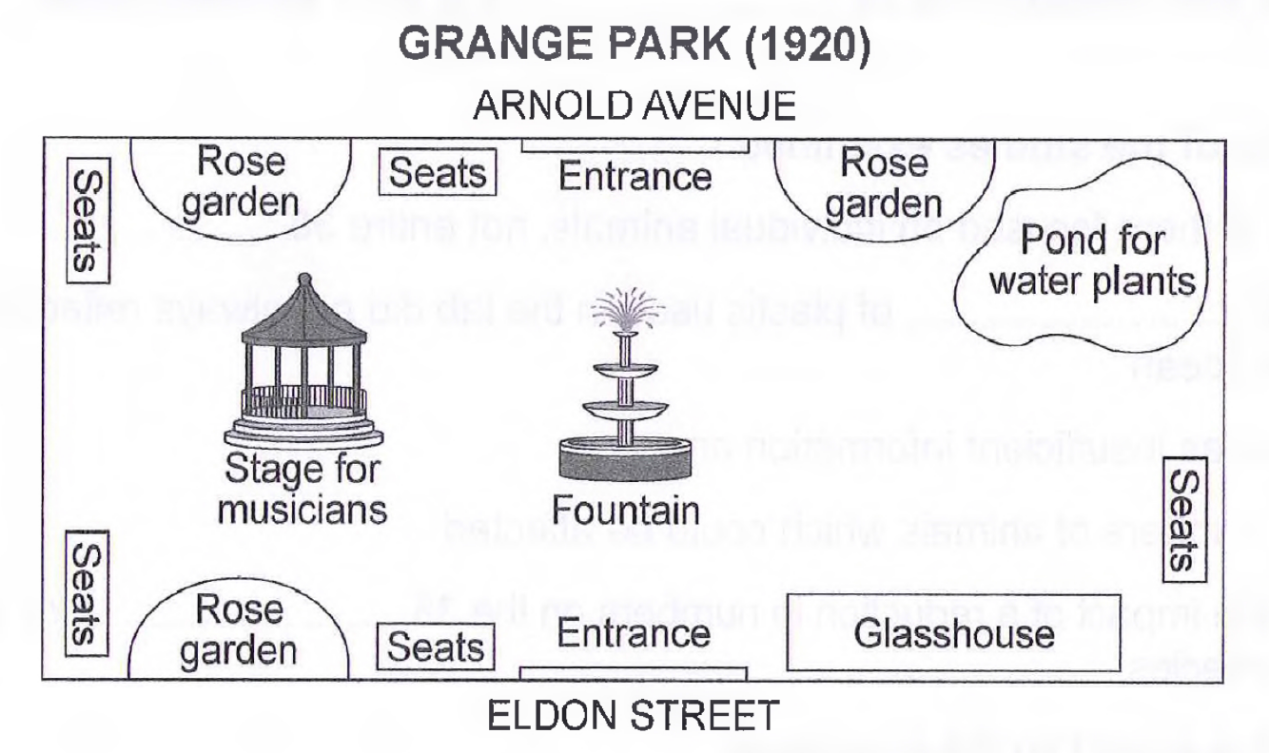 GRANGE PARK (1920)
ARNOLD AVENUE
Seats
Rose
garden
Seats
Entrance
Rose
garden
Pond for
water plants
Stage for
musicians
Fountain
Seats
Seats
Rose
garden
Seats
Entrance
Glasshouse
ELDON STREET